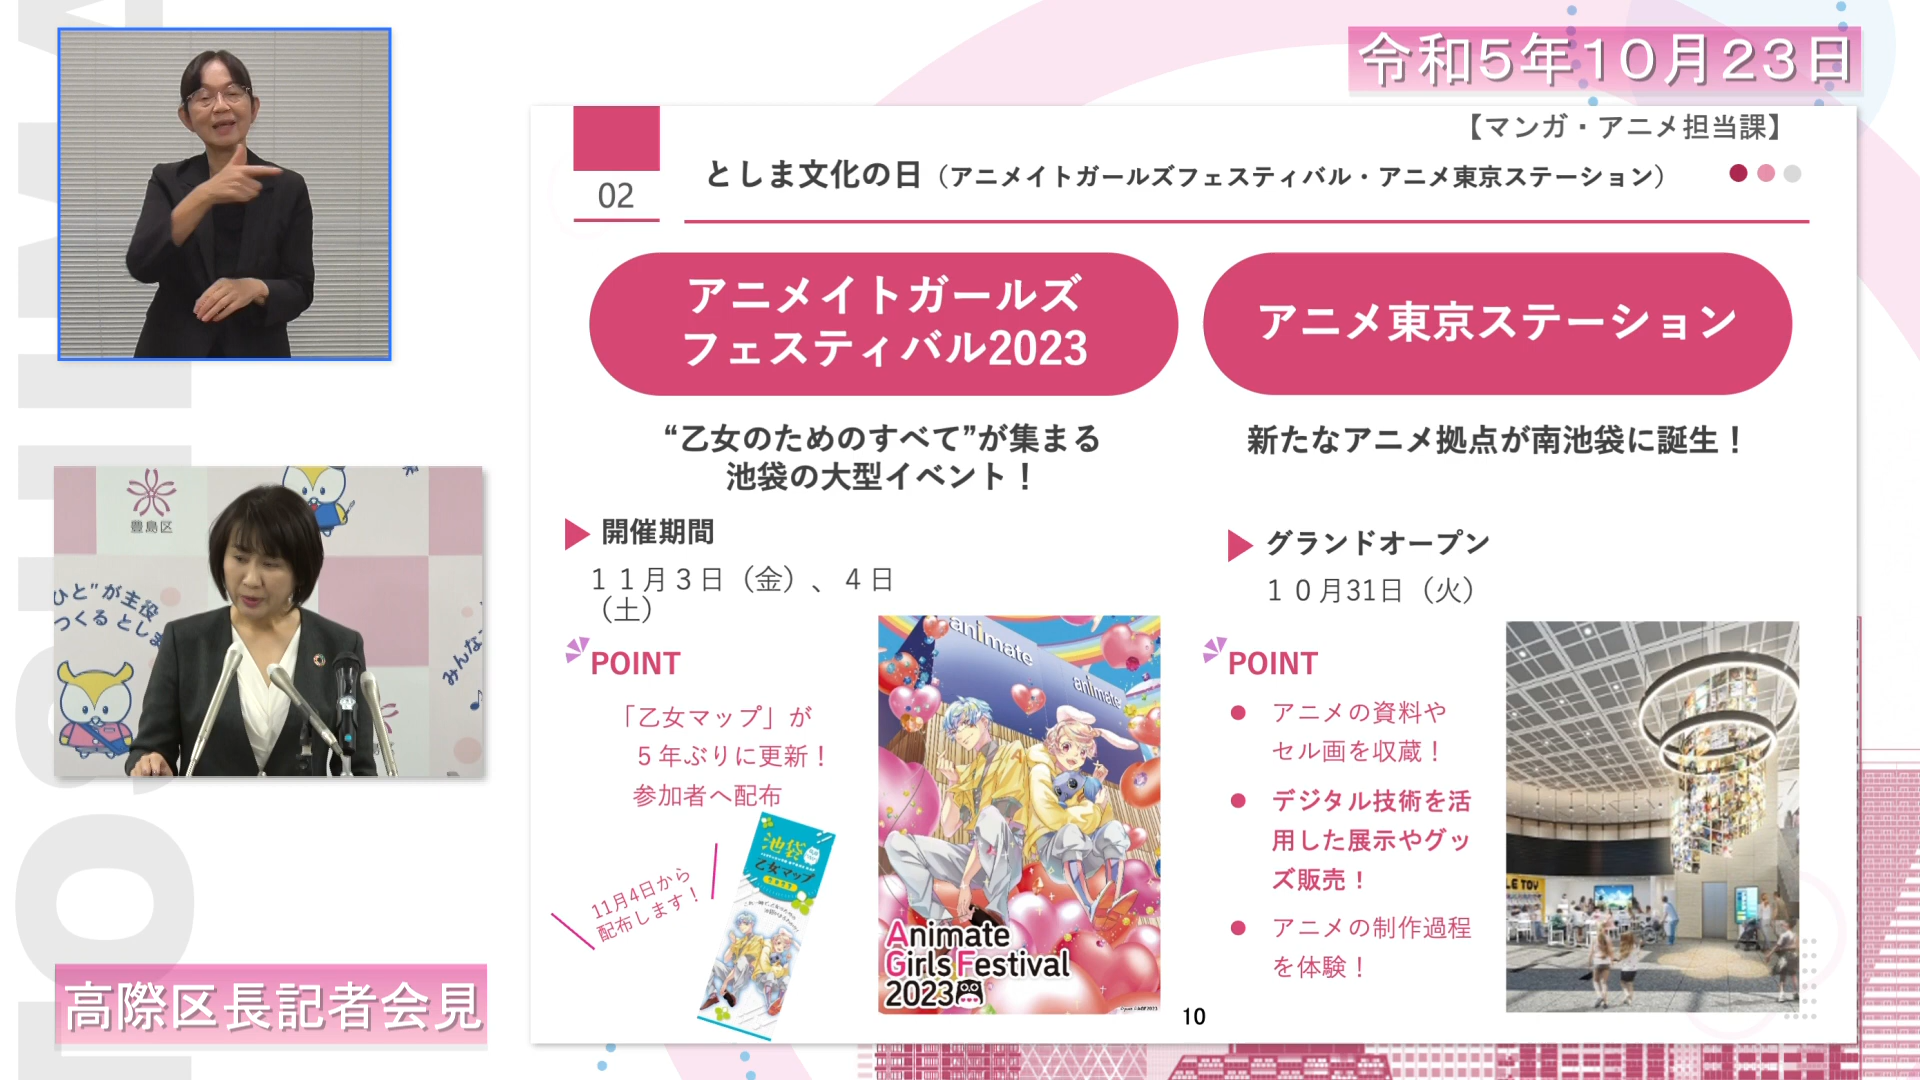 令和5年10月23日
【マンガ・アニメ担当課】
02
としま文化の日（アニメイトガールズフェスティバル・アニメ東京ステーション）
アニメイトガールズ
フェスティバル2023
“乙女のためのすべて”が集まる
池袋の大型イベント！
開催期間
１１月３日（金）、４日
（土）
POINT
「乙女マップ」が
５年ぶりに更新！
参加者へ配布
11月4日から
配布します！
池袋
乙女マップ
animate
animate
Animate
Girls Festival
2023
アニメ東京ステーション
新たなアニメ拠点が南池袋に誕生！
グランドオープン
１０月31日（火）
POINT
● アニメの資料や
セル画を収蔵！
● デジタル技術を活
用した展示やグッ
ズ販売！
● アニメの制作過程
を体験！
LE TOY
10
豊島区
ひと”が主役
つくる としま
みんな
高際区長記者会見